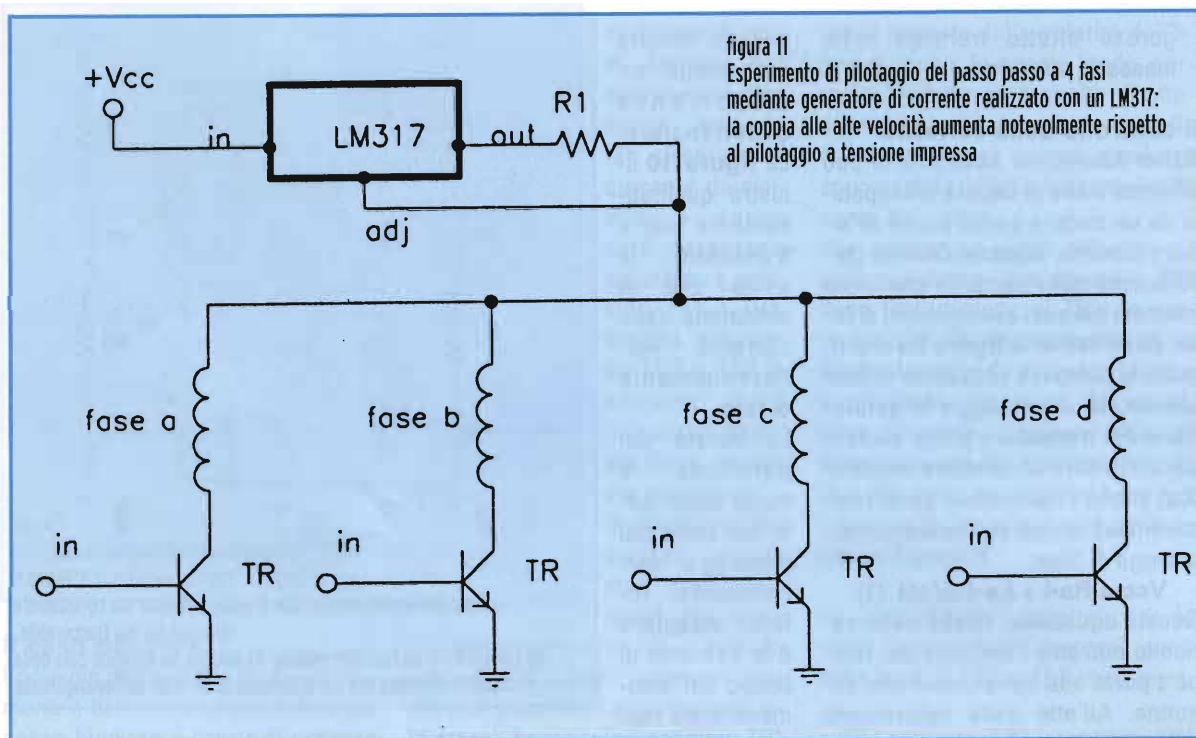 figura 11
Esperimento di pilotaggio del passo passo a 4 fasi
mediante generatore di corrente realizzato con un LM317:
la coppia alle alte velocità aumenta notevolmente rispetto
al pilotaggio a tensione impressa
+Vcc
in
LM317
out
R1
adj
fase a
fase b
fase c
fase d
in
TR
in
TR
in
TR
in
TR